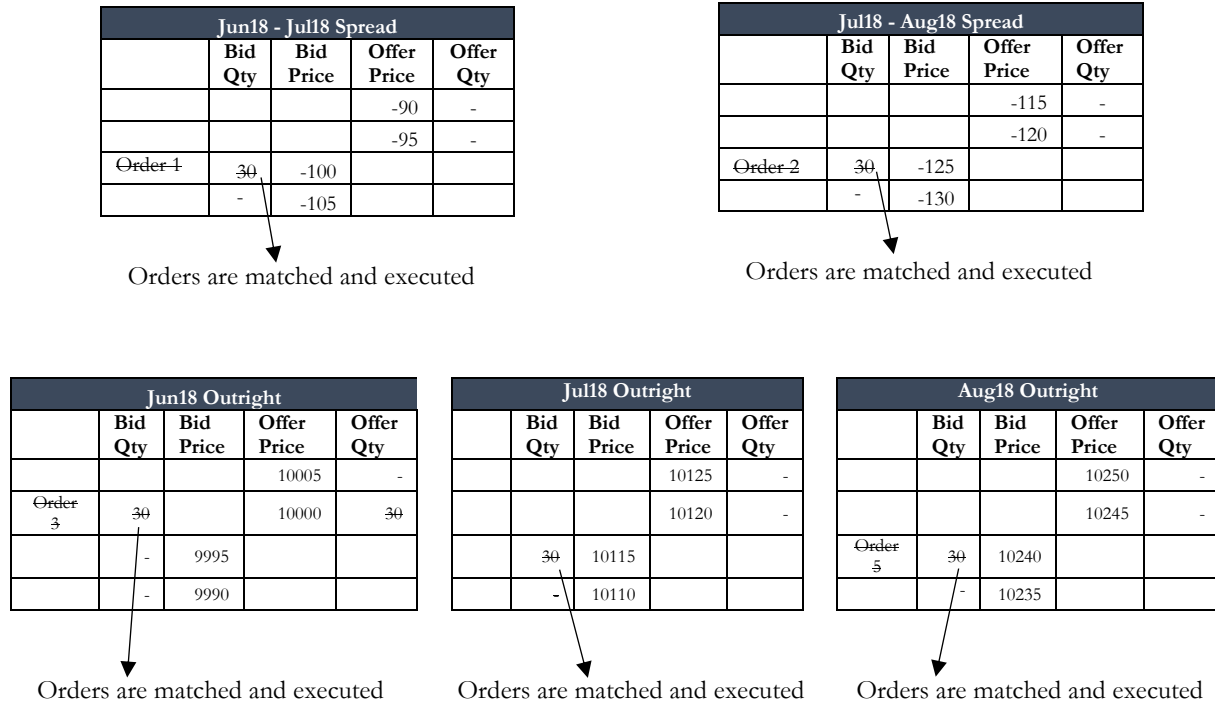 Jun18 - Jul18 Spread
Bid Qty Bid Price Offer Price Offer Qty
-90 -
-95 -
Order 1 30 -100
- -105
Orders are matched and executed
Jul18 - Aug18 Spread
Bid Qty Bid Price Offer Price Offer Qty
-115 -
-120 -
Order 2 30 -125
- -130
Orders are matched and executed
Jun18 Outright
Bid Qty Bid Price Offer Price Offer Qty
10005 -
Order 3 30 10000 30
- 9995
- 9990
Orders are matched and executed
Jul18 Outright
Bid Qty Bid Price Offer Price Offer Qty
10125 -
10120 -
30 10115
- 10110
Orders are matched and executed
Aug18 Outright
Bid Qty Bid Price Offer Price Offer Qty
10250 -
10245 -
Order 5 30 10240
- 10235
Orders are matched and executed